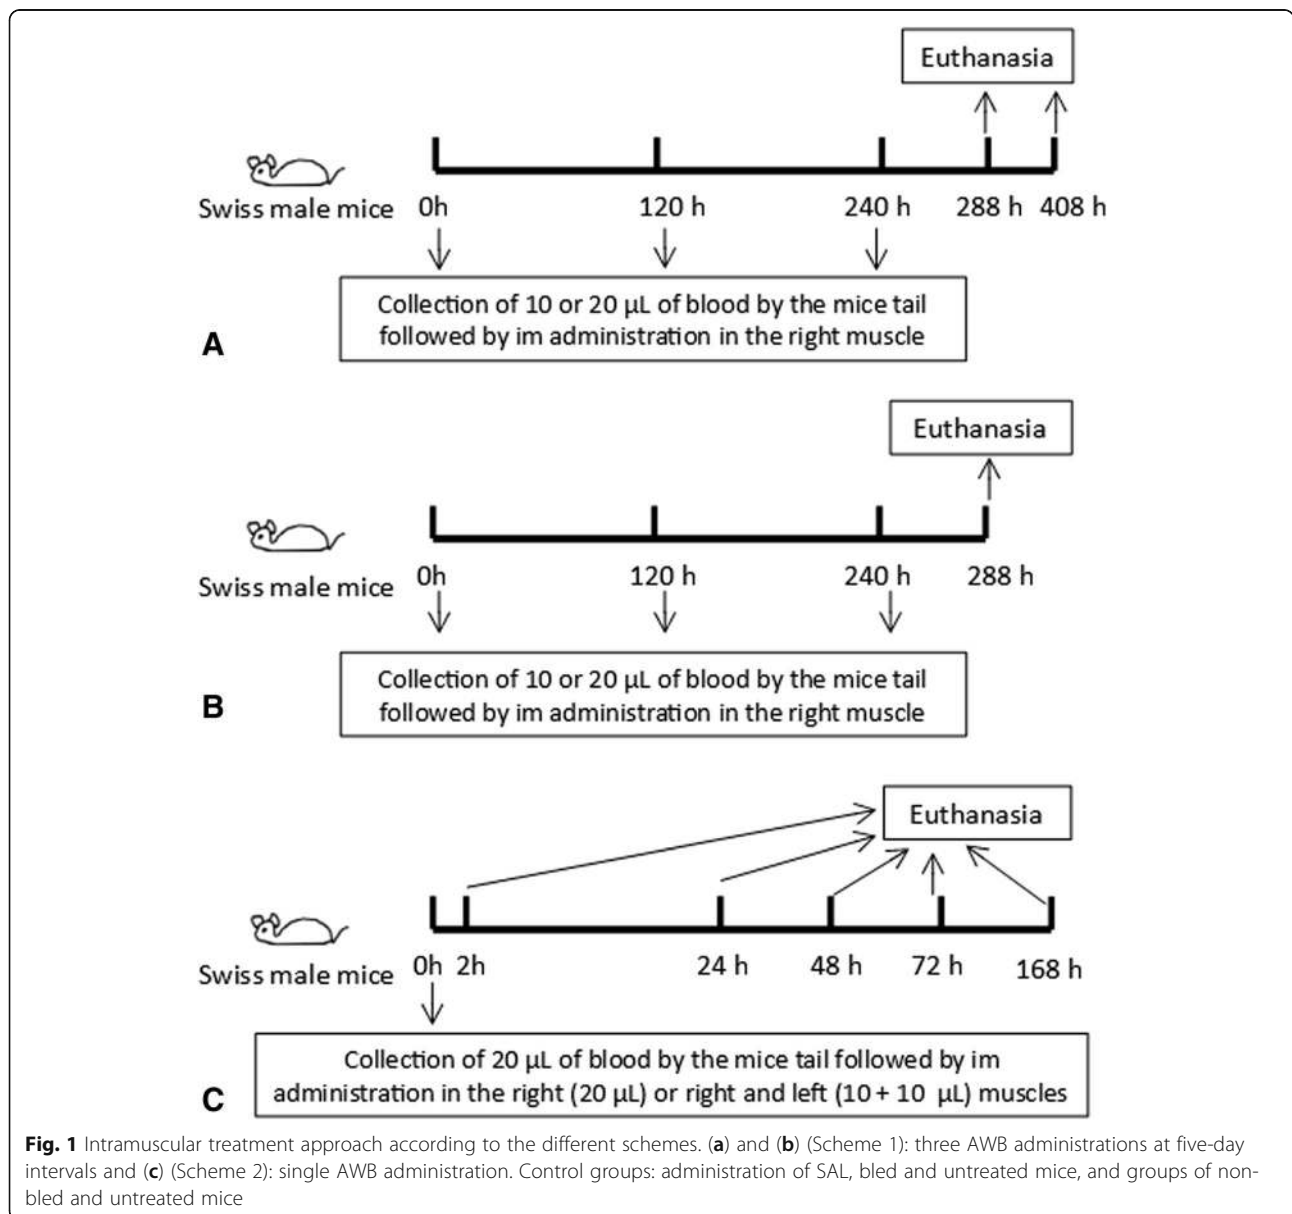 Euthanasia
Swiss male mice 0h 120 h 240 h 288 h 408 h
Collection of 10 or 20 µL of blood by the mice tail
followed by im administration in the right muscle
A
Euthanasia
Swiss male mice 0h 120 h 240 h 288 h
Collection of 10 or 20 µL of blood by the mice tail
followed by im administration in the right muscle
B
Euthanasia
Swiss male mice 0h 2h 24 h 48 h 72 h 168 h
Collection of 20 µL of blood by the mice tail followed by im
administration in the right (20 µL) or right and left (10 + 10 µL) muscles
C
Fig. 1 Intramuscular treatment approach according to the different schemes. (a) and (b) (Scheme 1): three AWB administrations at five-day
intervals and (c) (Scheme 2): single AWB administration. Control groups: administration of SAL, bled and untreated mice, and groups of non-
bled and untreated mice